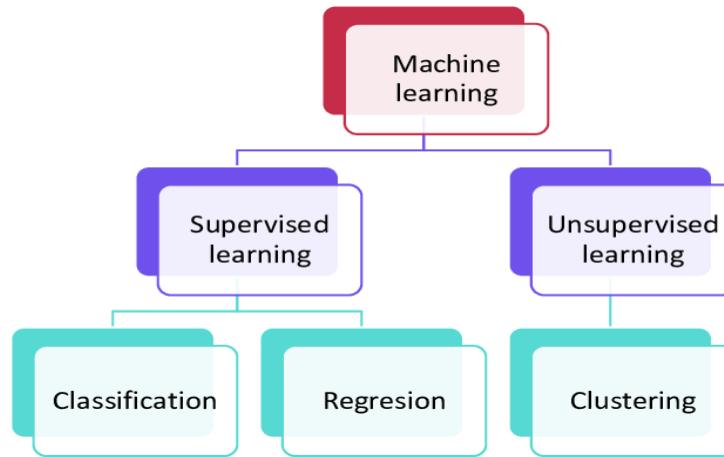 Machine
learning
Supervised
learning
Unsupervised
learning
Classification
Regresion
Clustering